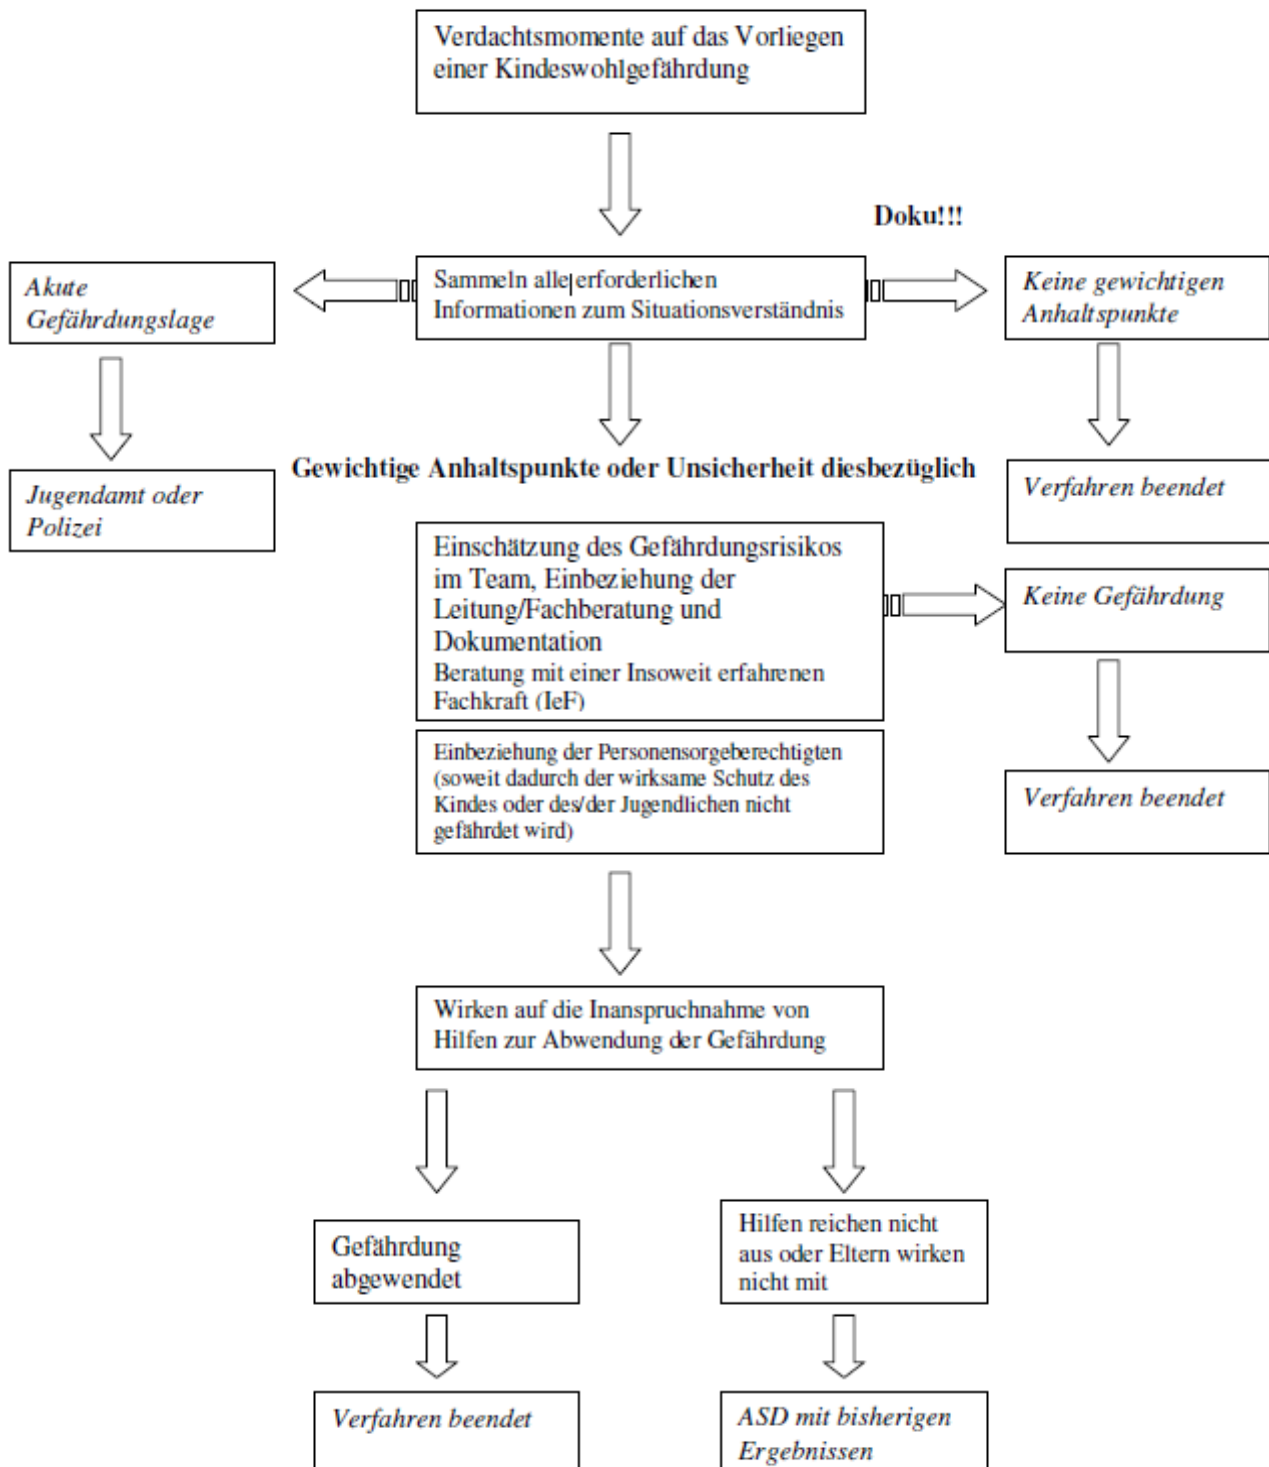 Verdachtsmomente auf das Vorliegen
einer Kindeswohlgefährdung
Doku!!!
Akute
Gefährdungslage
Sammeln alle erforderlichen
Informationen zum Situationsverständnis
Keine gewichtigen
Anhaltspunkte
Gewichtige Anhaltspunkte oder Unsicherheit diesbezüglich
Jugendamt oder
Polizei
Verfahren beendet
Einschätzung des Gefährdungsrisikos
im Team, Einbeziehung der
Leitung/Fachberatung und
Dokumentation
Beratung mit einer Insoweit erfahrenen
Fachkraft (IeF)
Keine Gefährdung
Einbeziehung der Personensorgeberechtigten
(soweit dadurch der wirksame Schutz des
Kindes oder des/der Jugendlichen nicht
gefährdet wird)
Verfahren beendet
Wirken auf die Inanspruchnahme von
Hilfen zur Abwendung der Gefährdung
Gefährdung
abgewendet
Hilfen reichen nicht
aus oder Eltern wirken
nicht mit
Verfahren beendet
ASD mit bisherigen
Ergebnissen